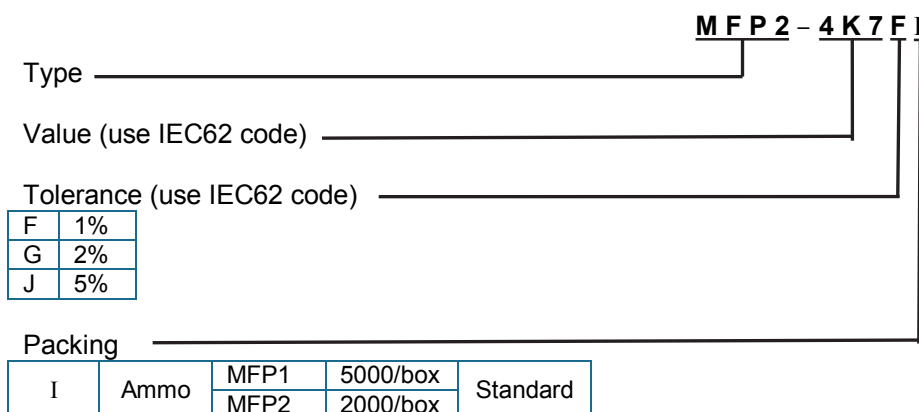 MFP2 – 4K7FI
Type
Value (use IEC62 code)
Tolerance (use IEC62 code)
F 1%
G 2%
J 5%
Packing
I Ammo MFP1 5000/box Standard
MFP2 2000/box